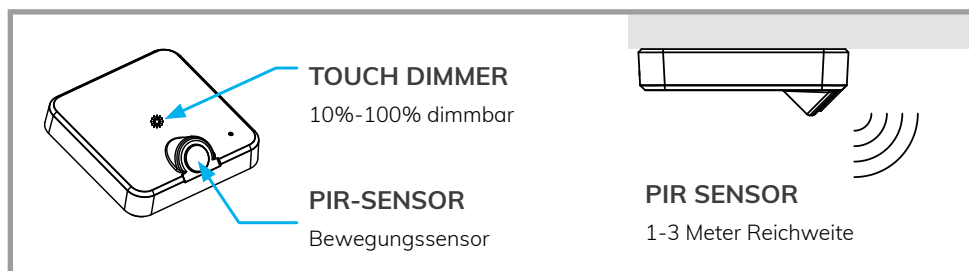 TOUCH DIMMER
10%-100% dimmbar
PIR-SENSOR
Bewegungssensor
PIR SENSOR
1-3 Meter Reichweite